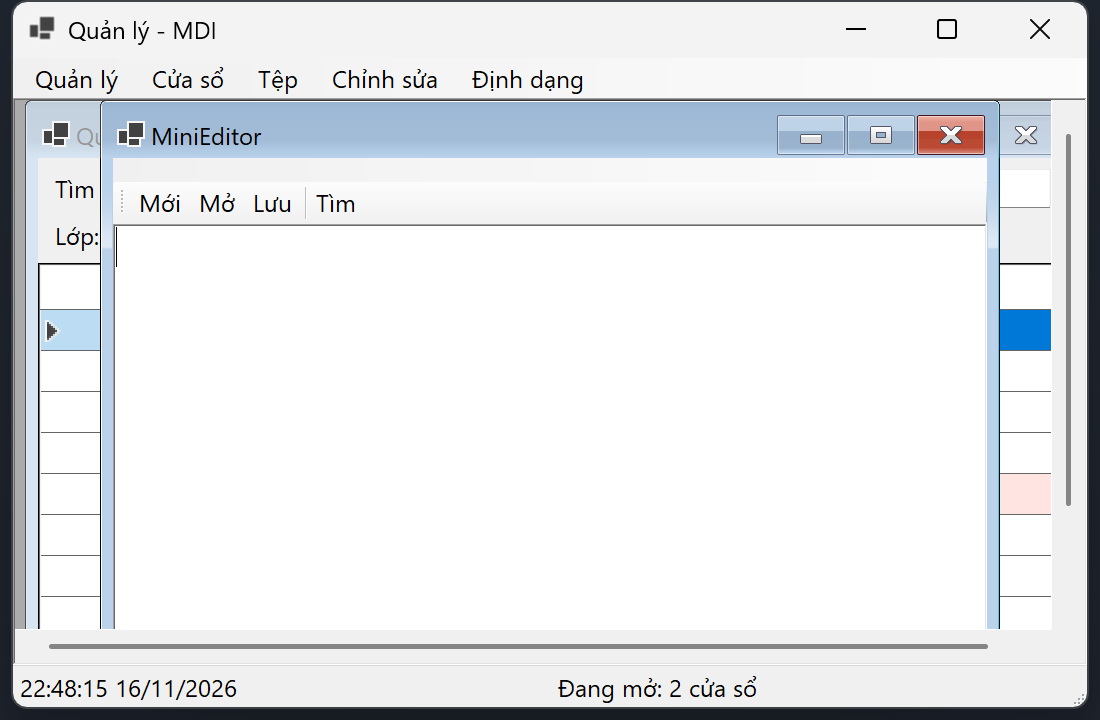 Quản lý - MDI
Quản lý Cửa sổ Tệp Chỉnh sửa Định dạng
MiniEditor
Mới Mở Lưu Tìm
Tìm
Lớp:
22:48:15 16/11/2026 Đang mở: 2 cửa sổ